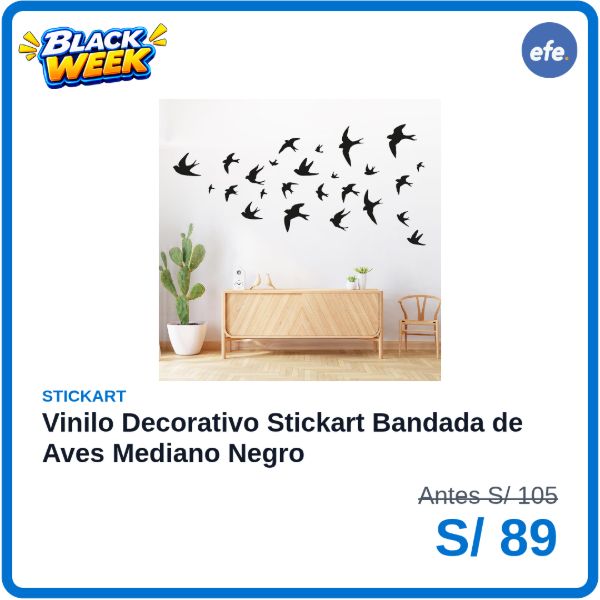 BLACK
WEEK
efe.
STICKART
Vinilo Decorativo Stickart Bandada de
Aves Mediano Negro
Antes S/ 105
S/ 89